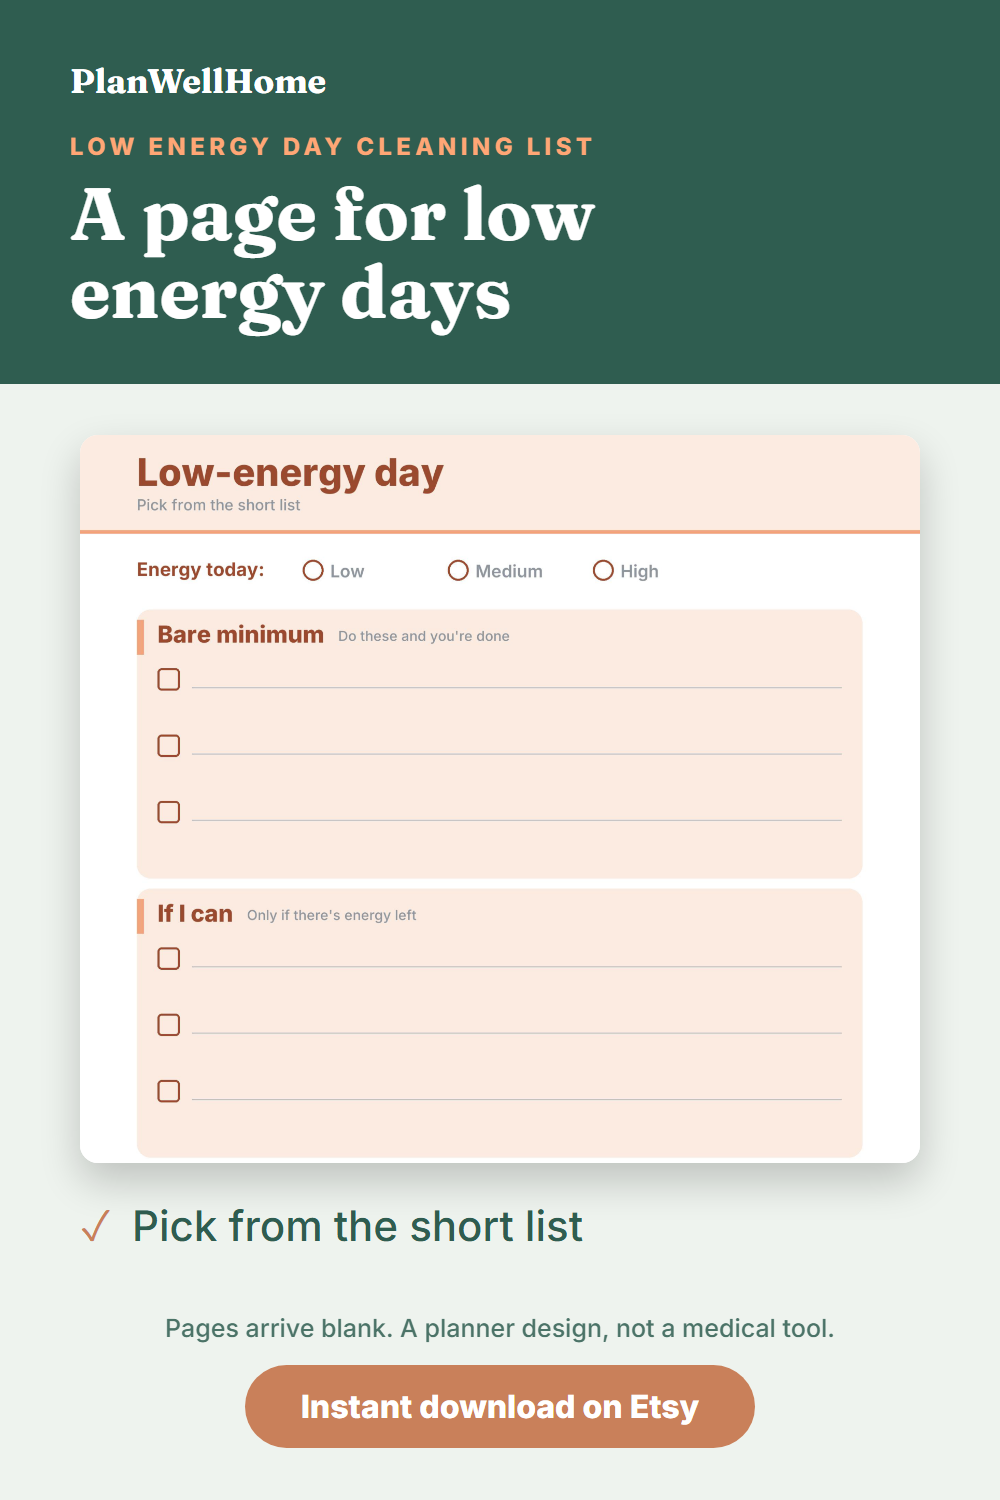 PlanWellHome
LOW ENERGY DAY CLEANING LIST
A page for low
energy days
Low-energy day
Pick from the short list
Energy today: Low Medium High
Bare minimum Do these and you're done
If I can Only if there's energy left
✓ Pick from the short list
Pages arrive blank. A planner design, not a medical tool.
Instant download on Etsy